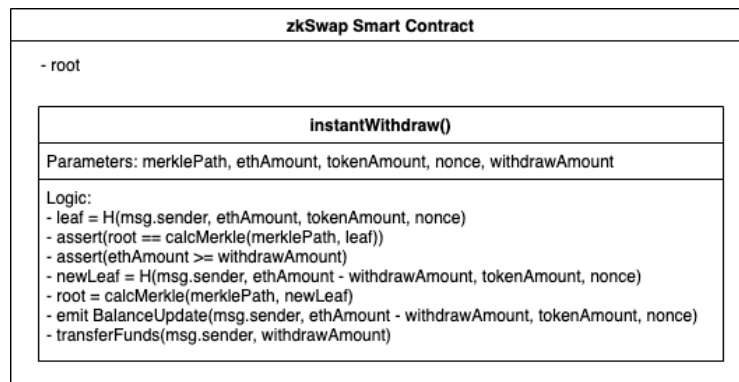 zkSwap Smart Contract
- root
instantWithdraw()
Parameters: merklePath, ethAmount, tokenAmount, nonce, withdrawAmount
Logic:
- leaf = H(msg.sender, ethAmount, tokenAmount, nonce)
- assert(root == calcMerkle(merklePath, leaf))
- assert(ethAmount >= withdrawAmount)
- newLeaf = H(msg.sender, ethAmount - withdrawAmount, tokenAmount, nonce)
- root = calcMerkle(merklePath, newLeaf)
- emit BalanceUpdate(msg.sender, ethAmount - withdrawAmount, tokenAmount, nonce)
- transferFunds(msg.sender, withdrawAmount)